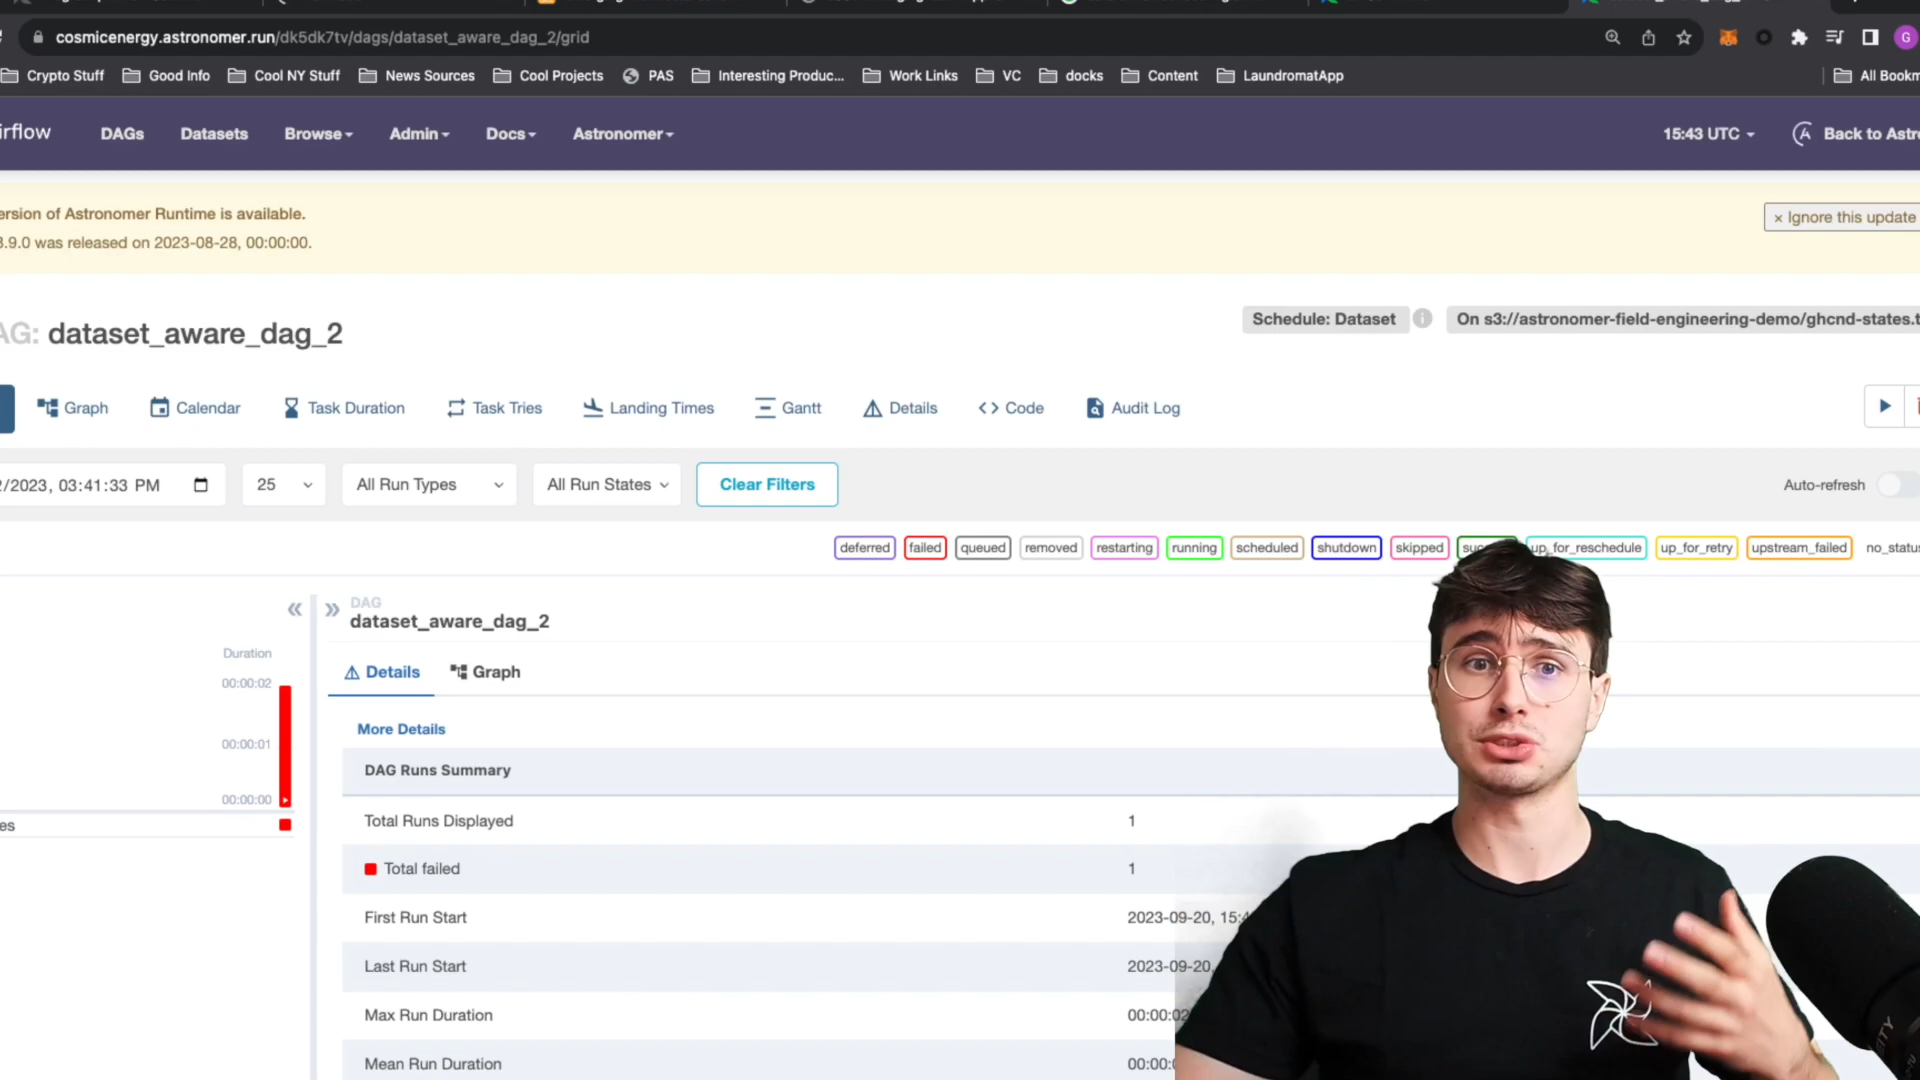 cosmicenergy.astronomer.run/dk5dk7tv/dags/dataset_aware_dag_2/grid
G
Crypto Stuff Good Info Cool NY Stuff News Sources Cool Projects PAS Interesting Produc... Work Links VC docks Content LaundromatApp All Bookm
irflow DAGs Datasets Browse Admin Docs Astronomer 15:43 UTC Back to Astr
ersion of Astronomer Runtime is available.
× Ignore this update
8.9.0 was released on 2023-08-28, 00:00:00.
AG: dataset_aware_dag_2
Schedule: Dataset On s3://astronomer-field-engineering-demo/ghcnd-states.t
Graph Calendar Task Duration Task Tries Landing Times Gantt Details Code Audit Log
/2023, 03:41:33 PM 25 All Run Types All Run States Clear Filters Auto-refresh
deferred failed queued removed restarting running scheduled shutdown skipped suc up_for_reschedule up_for_retry upstream_failed no_status
DAG
dataset_aware_dag_2
Duration
00:00:02
00:00:01
00:00:00
es
Details Graph
More Details
DAG Runs Summary
Total Runs Displayed 1
Total failed 1
First Run Start 2023-09-20, 15:4
Last Run Start 2023-09-20,
Max Run Duration 00:00:02
Mean Run Duration 00:00: